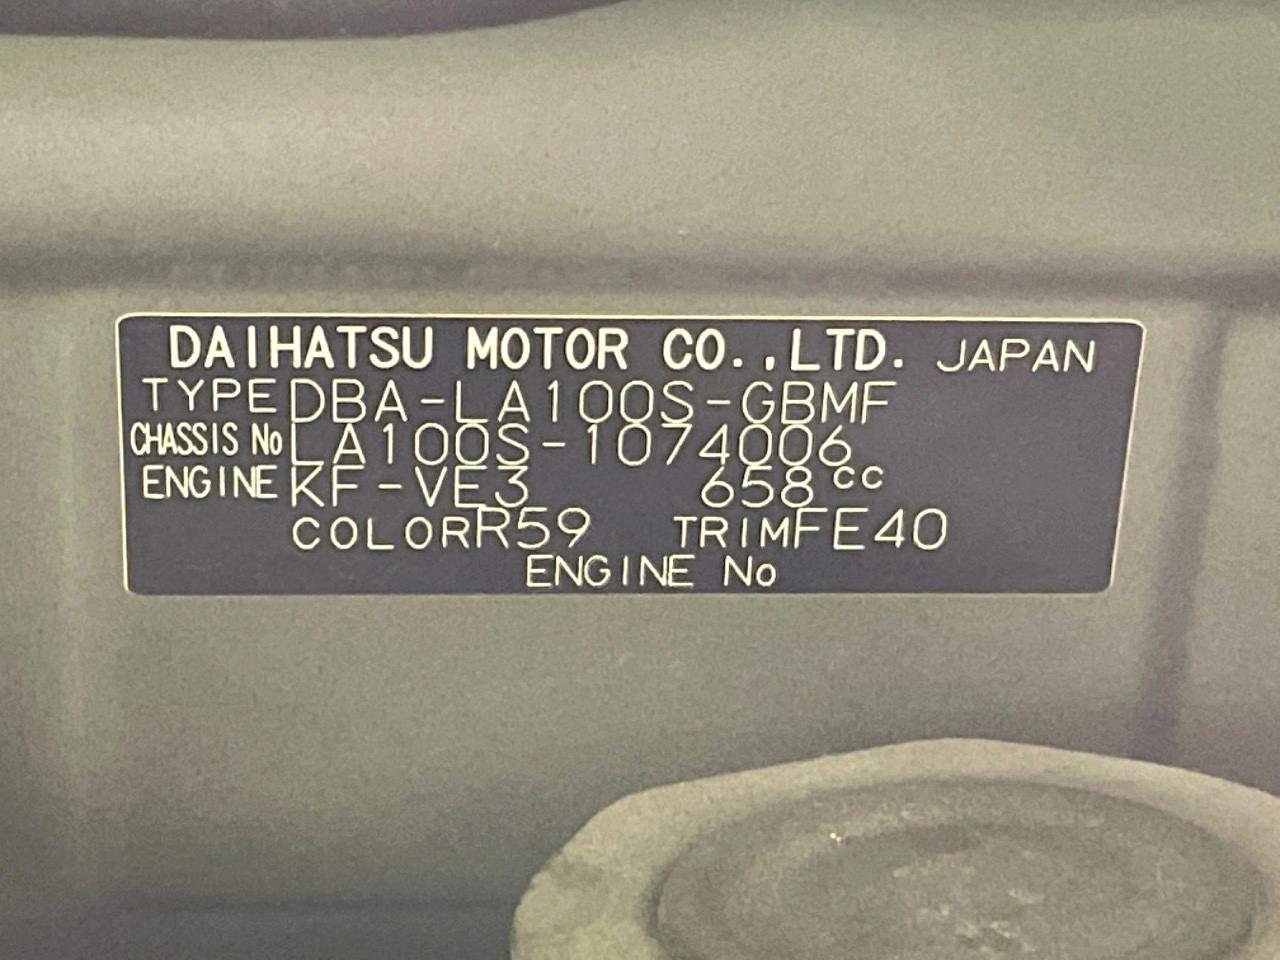 DAIHATSU MOTOR CO.,LTD. JAPAN
TYPE DBA-LA100S-GBMF
CHASSIS No LA100S-1074006
ENGINE KF-VE3 658cc
COLOR R59 TRIM FE40
ENGINE No